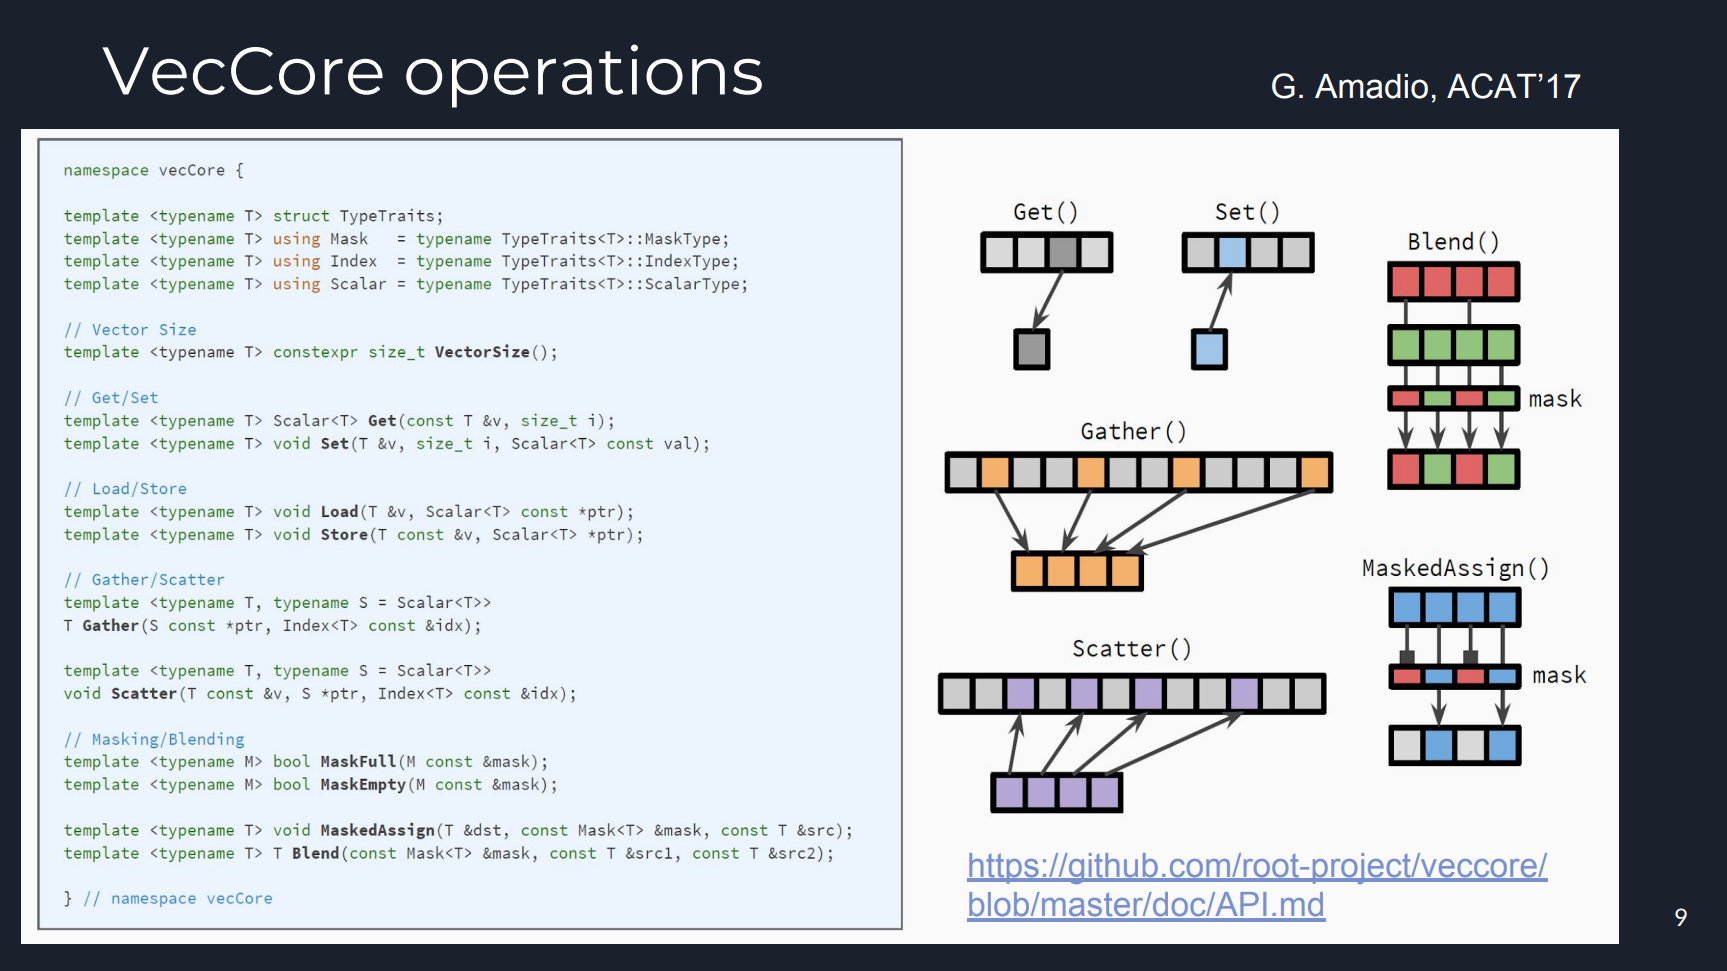 VecCore operations
G. Amadio, ACAT’17
namespace vecCore {
template <typename T> struct TypeTraits;
template <typename T> using Mask   = typename TypeTraits<T>::MaskType;
template <typename T> using Index  = typename TypeTraits<T>::IndexType;
template <typename T> using Scalar = typename TypeTraits<T>::ScalarType;
// Vector Size
template <typename T> constexpr size_t VectorSize();
// Get/Set
template <typename T> Scalar<T> Get(const T &v, size_t i);
template <typename T> void Set(T &v, size_t i, Scalar<T> const val);
// Load/Store
template <typename T> void Load(T &v, Scalar<T> const *ptr);
template <typename T> void Store(T const &v, Scalar<T> *ptr);
// Gather/Scatter
template <typename T, typename S = Scalar<T>>
T Gather(S const *ptr, Index<T> const &idx);
template <typename T, typename S = Scalar<T>>
void Scatter(T const &v, S *ptr, Index<T> const &idx);
// Masking/Blending
template <typename M> bool MaskFull(M const &mask);
template <typename M> bool MaskEmpty(M const &mask);
template <typename T> void MaskedAssign(T &dst, const Mask<T> &mask, const T &src);
template <typename T> T Blend(const Mask<T> &mask, const T &src1, const T &src2);
} // namespace vecCore
Get()
Set()
Blend()
mask
Gather()
MaskedAssign()
mask
Scatter()
https://github.com/root-project/veccore/
blob/master/doc/API.md
9